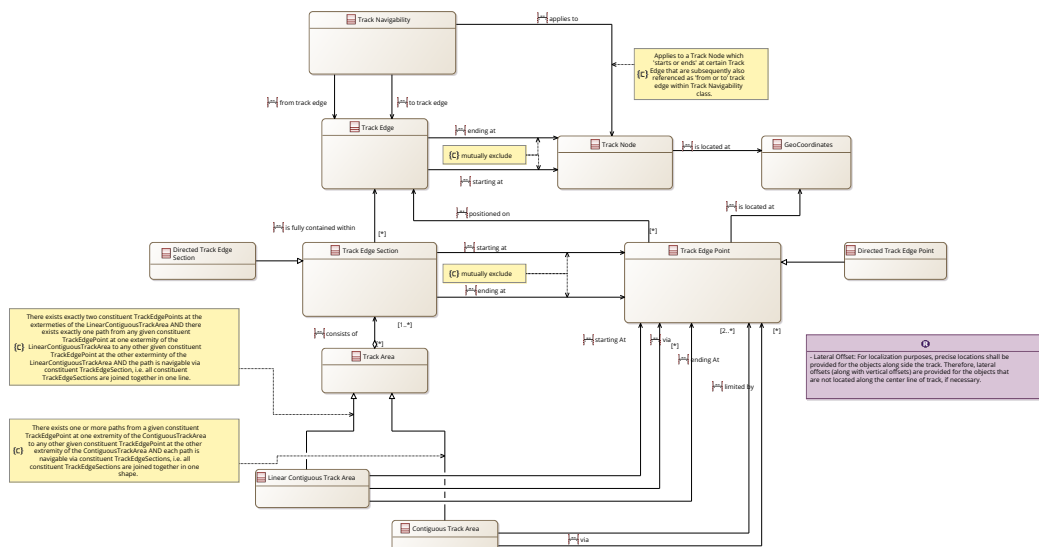 Track Navigability
applies to
Applies to a Track Node which
'starts or ends' at certain Track
Edge that are subsequently also
referenced as 'from or to' track
edge within Track Navigability
class.
{C}
from track edge
to track edge
Track Edge
ending at
{C} mutually exclude
starting at
Track Node
is located at
GeoCoordinates
is located at
positioned on
is fully contained within
[*]
[*]
Directed Track Edge
Section
Track Edge Section
starting at
{C} mutually exclude
ending at
Track Edge Point
Directed Track Edge Point
[1..*]
consists of
[*]
Track Area
starting At
via
[*]
ending At
[2..*]
[*]
limited by
There exists exactly two constituent TrackEdgePoints at the
extermeties of the LinearContiguousTrackArea AND there
exists exactly one path from any given constituent
TrackEdgePoint at one extermity of the
{C} LinearContiguousTrackArea to any other given constituent
TrackEdgePoint at the other exterminty of the
LinearContiguousTrackArea AND the path is navigable via
constituent TrackEdgeSection, i.e. all constituent
TrackEdgeSections are joined together in one line.
R
- Lateral Offset: For localization purposes, precise locations shall be
provided for the objects along side the track. Therefore, lateral
offsets (along with vertical offsets) are provided for the objects that
are not located along the center line of track, if necessary.
There exists one or more paths from a given constituent
TrackEdgePoint at one extremity of the ContiguousTrackArea
to any other given constituent TrackEdgePoint at the other
{C} extremity of the ContiguousTrackArea AND each path is
navigable via constituent TrackEdgeSections, i.e. all
constituent TrackEdgeSections are joined together in one
shape.
Linear Contiguous Track Area
Contiguous Track Area
via